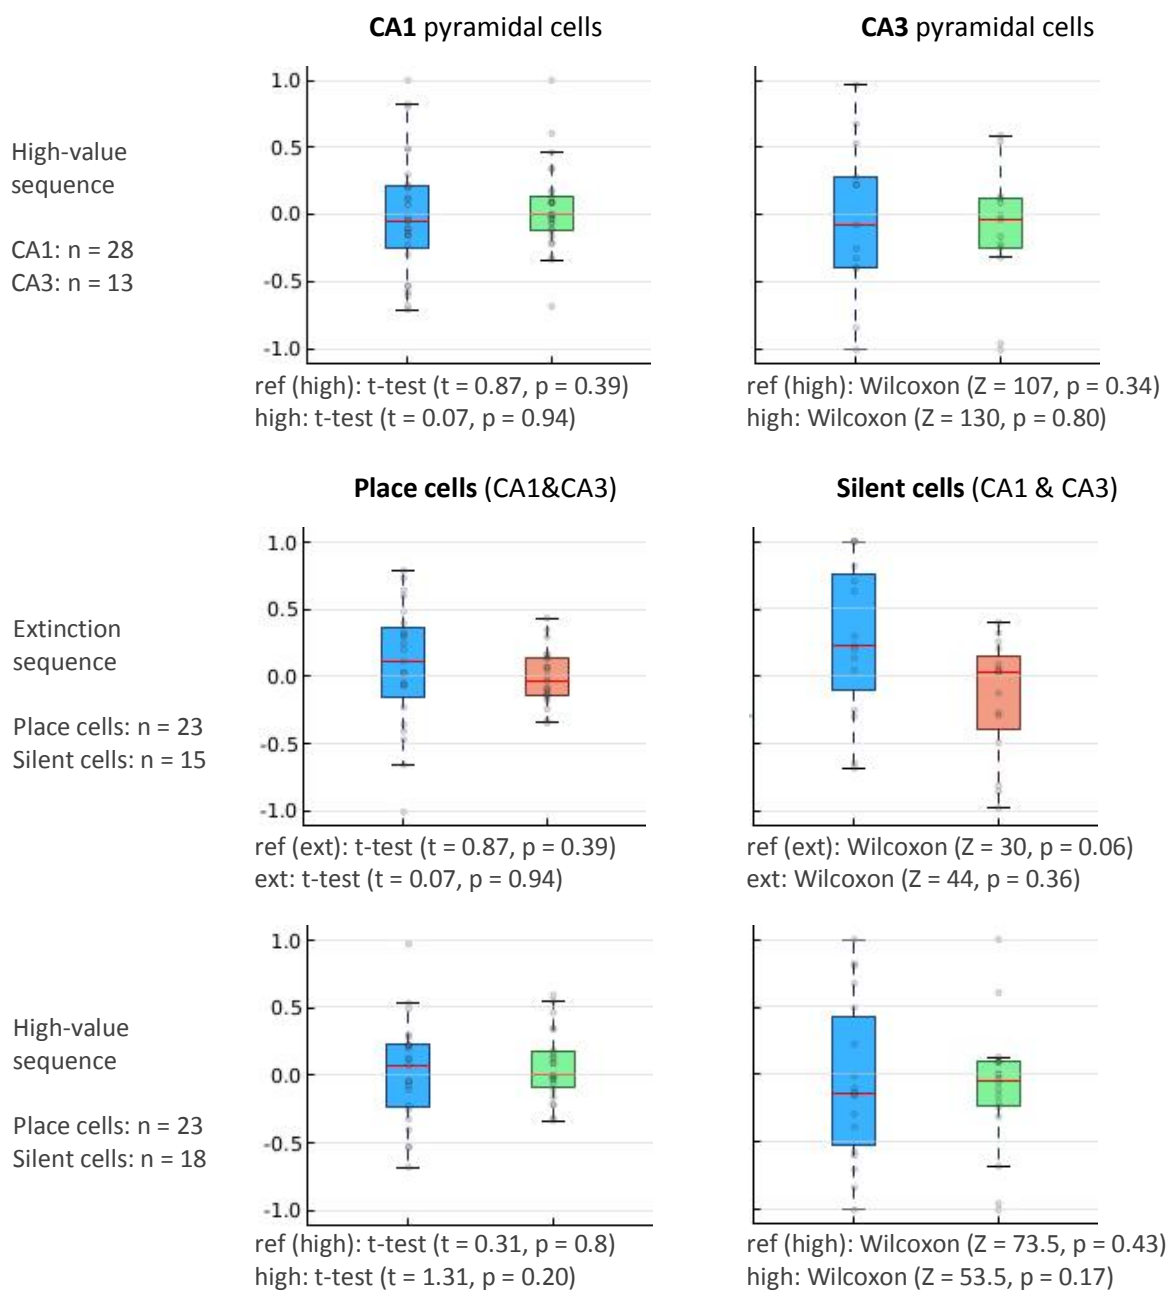 CA1 pyramidal cells
CA3 pyramidal cells
High-value
sequence
CA1: n = 28
CA3: n = 13
1.0
0.5
0.0
-0.5
-1.0
ref (high): t-test (t = 0.87, p = 0.39)
high: t-test (t = 0.07, p = 0.94)
ref (high): Wilcoxon (Z = 107, p = 0.34)
high: Wilcoxon (Z = 130, p = 0.80)
Place cells (CA1&CA3)
Silent cells (CA1 & CA3)
Extinction
sequence
Place cells: n = 23
Silent cells: n = 15
1.0
0.5
0.0
-0.5
-1.0
ref (ext): t-test (t = 0.87, p = 0.39)
ext: t-test (t = 0.07, p = 0.94)
ref (ext): Wilcoxon (Z = 30, p = 0.06)
ext: Wilcoxon (Z = 44, p = 0.36)
High-value
sequence
Place cells: n = 23
Silent cells: n = 18
1.0
0.5
0.0
-0.5
-1.0
ref (high): t-test (t = 0.31, p = 0.8)
high: t-test (t = 1.31, p = 0.20)
ref (high): Wilcoxon (Z = 73.5, p = 0.43)
high: Wilcoxon (Z = 53.5, p = 0.17)